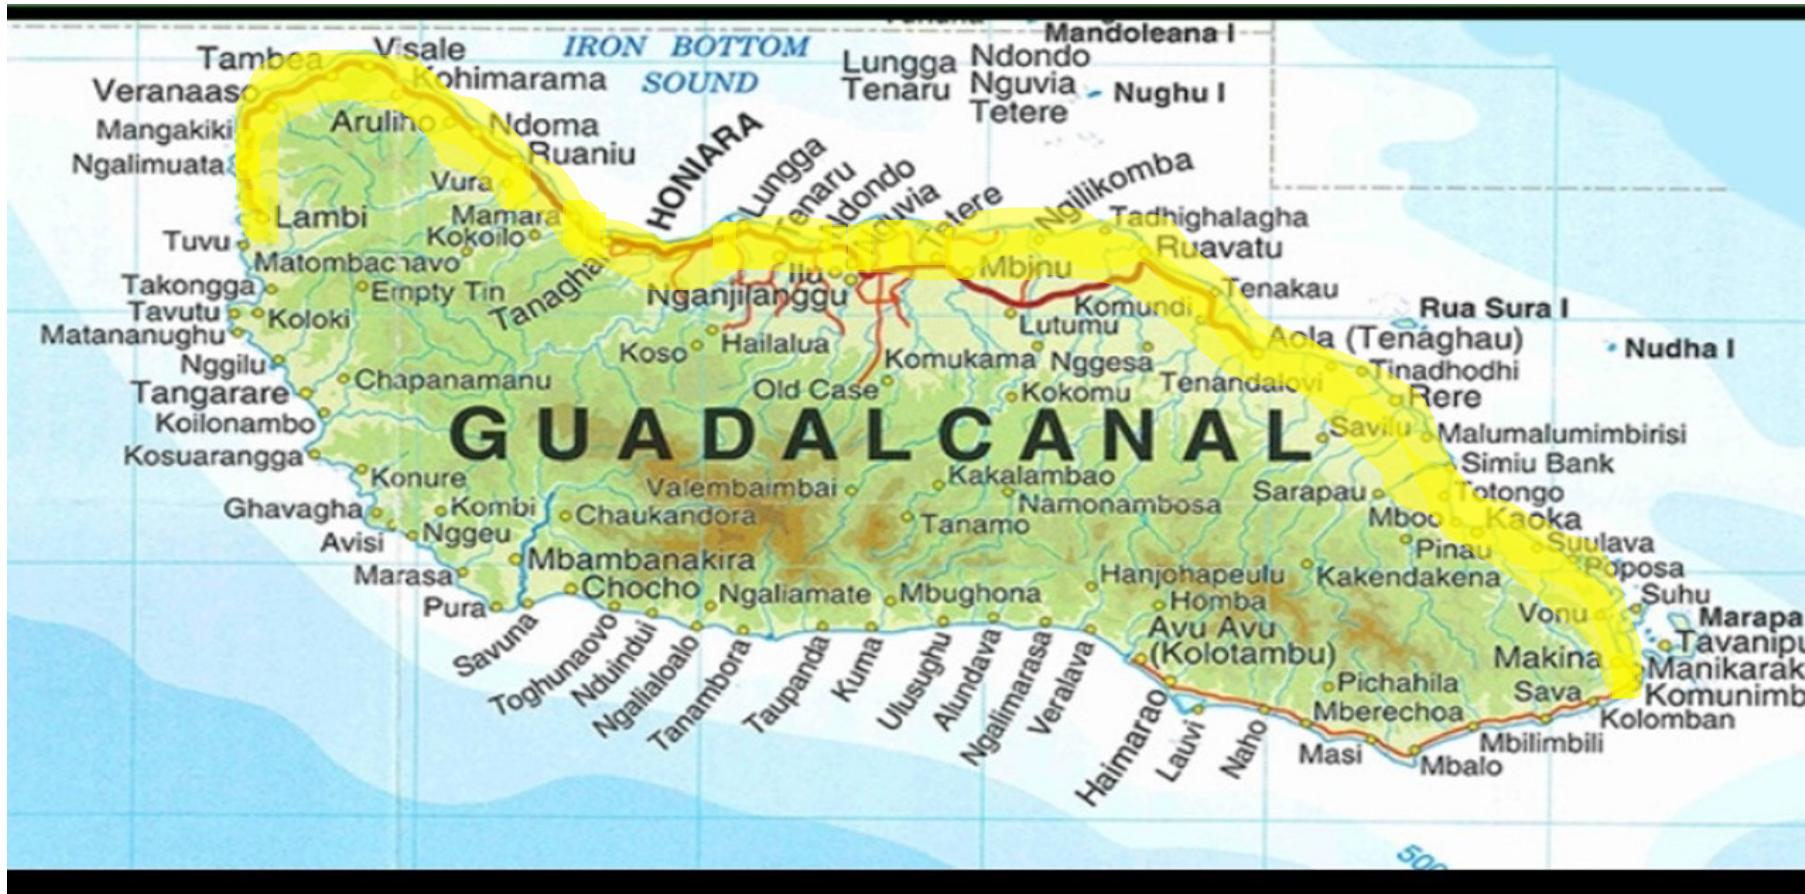 Mandoleana I
IRON BOTTOM
SOUND
Lungga Ndondo
Tenaru Nguvia
Tetere
Nughu I
Tambea
Visale
Veranaaso
Kohimarama
Mangakiki
Aruliho
Ndoma
Ngalimuata
Ruaniu
Vura
HONIARA
Lungga
Tenaru
Ndondo
Nguvia
Tetere
Ngilikomba
Tadhighalagha
Ruavatu
Lambi
Mamara
Tuvu
Kokoilo
Matombachavo
Tanaghai
Ilu
Mbinu
Takongga
Empty Tin
Nganjilanggu
Komundi
Tenakau
Tavutu
Koloki
Lutumu
Rua Sura I
Matananughu
Koso
Hailalua
Aola (Tenaghau)
Nudha I
Nggilu
Komukama
Nggesa
Tinadhodhi
Tangarare
Chapanamanu
Old Case
Kokomu
Tenandalovi
Rere
Koilonambo
GUADALCANAL
Savilu
Malumalumimbirisi
Kosuarangga
Simiu Bank
Konure
Kakalambao
Valembaimbai
Namonambosa
Sarapau
Totongo
Ghavagha
Kombi
Chaukandora
Tanamo
Mboo
Kaoka
Avisi
Nggeu
Pinau
Suulava
Marasa
Mbambanakira
Hanjohapeulu
Kakendakena
Poposa
Pura
Chocho
Ngaliamate
Mbughona
Homba
Suhu
Vonu
Marapa
Avu Avu
(Kolotambu)
Tavanipu
Savuna
Toghunaovo
Nduindui
Ngalialoalo
Tanambora
Taupanda
Kuma
Ulusughu
Alundava
Ngalimarasa
Veralava
Makina
Manikarak
Pichahila
Sava
Komunimb
Haimarao
Lauvi
Naho
Mberechoa
Kolomban
Masi
Mbilimbili
Mbalo
500